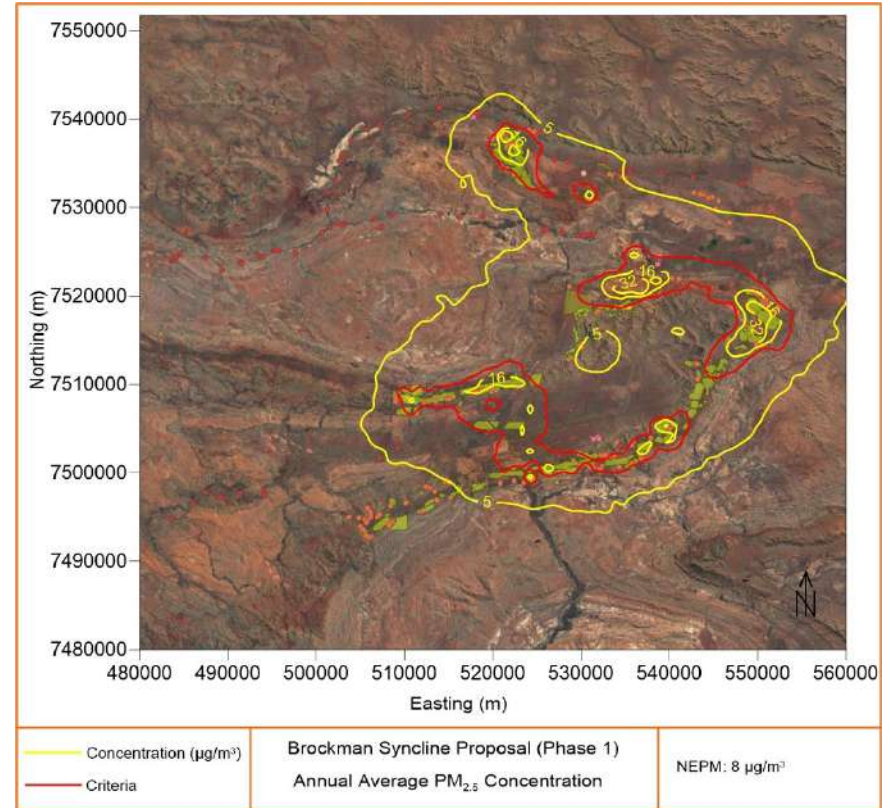 7550000
7540000
7530000
7520000
7510000
7500000
7490000
7480000
Northing (m)
5
16
32
16
5
16
16
5
N
480000 490000 500000 510000 520000 530000 540000 550000 560000
Easting (m)
Concentration (µg/m³)
Criteria
Brockman Syncline Proposal (Phase 1)
Annual Average PM2.5 Concentration
NEPM: 8 µg/m³